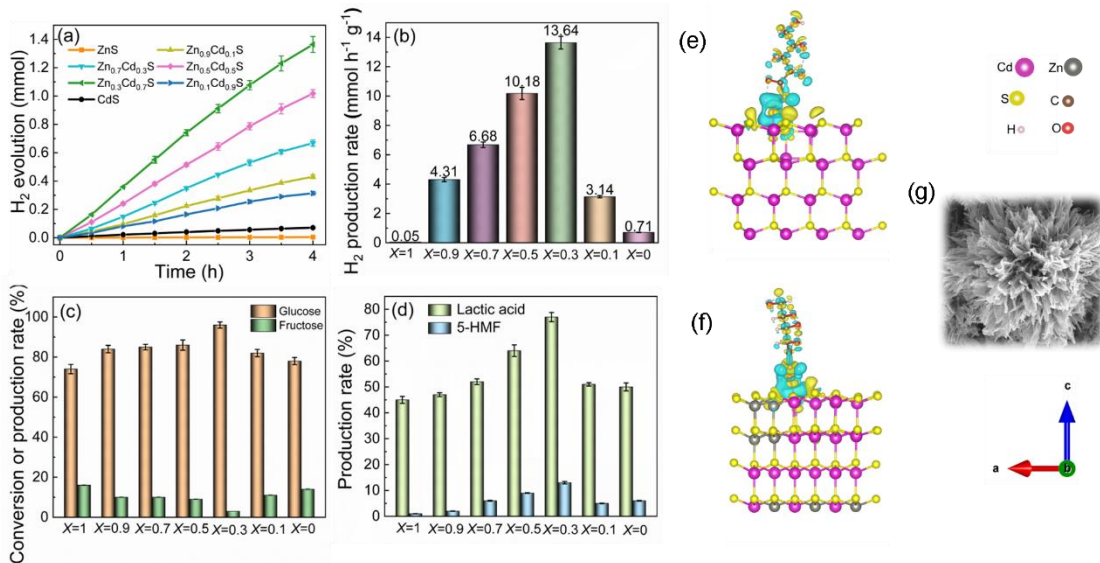 (a)
ZnS
Zn₀.₉Cd₀.₁S
Zn₀.₇Cd₀.₃S
Zn₀.₅Cd₀.₅S
Zn₀.₃Cd₀.₇S
Zn₀.₁Cd₀.₉S
CdS
H₂ evolution (mmol)
1.4
1.2
1.0
0.8
0.6
0.4
0.2
0.0
0 1 2 3 4
Time (h)
(b)
H₂ production rate (mmol h⁻¹ g⁻¹)
16
14
12
10
8
6
4
2
0
0.05 4.31 6.68 10.18 13.64 3.14 0.71
X=1 X=0.9 X=0.7 X=0.5 X=0.3 X=0.1 X=0
(c)
Glucose
Fructose
Conversion or production rate (%)
100
80
60
40
20
0
X=1 X=0.9 X=0.7 X=0.5 X=0.3 X=0.1 X=0
(d)
Lactic acid
5-HMF
Production rate (%)
80
70
60
50
40
30
20
10
0
X=1 X=0.9 X=0.7 X=0.5 X=0.3 X=0.1 X=0
(e)
Cd Zn
S C
H O
(f)
(g)
c
a
b